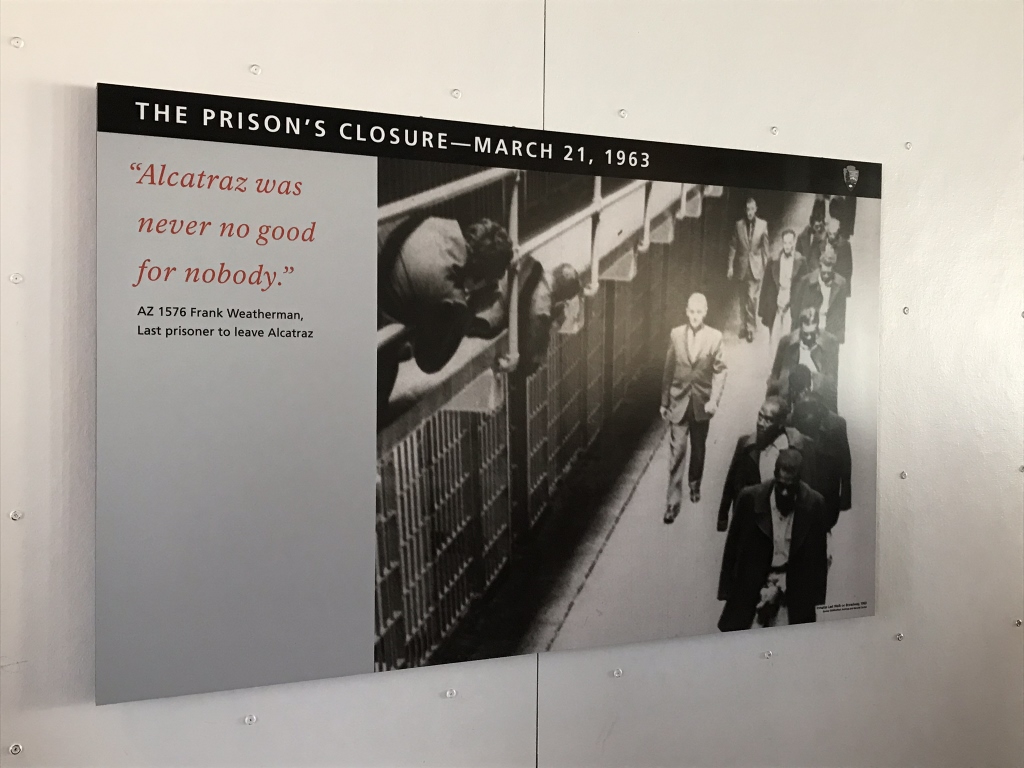 THE PRISON'S CLOSURE—MARCH 21, 1963
“Alcatraz was
never no good
for nobody.”
AZ 1576 Frank Weatherman,
Last prisoner to leave Alcatraz